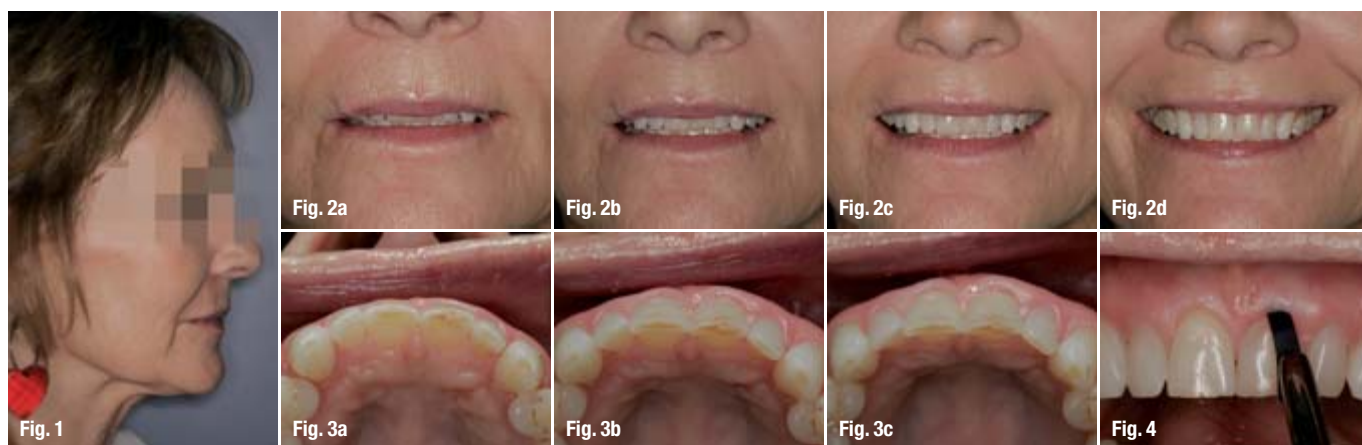 Fig. 1
Fig. 2a
Fig. 2b
Fig. 2c
Fig. 2d
Fig. 3a
Fig. 3b
Fig. 3c
Fig. 4